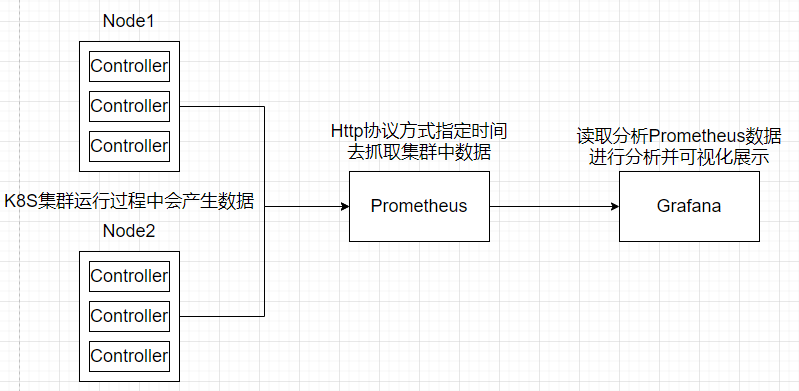 Node1
Controller
Controller
Controller
K8S集群运行过程中会产生数据
Node2
Controller
Controller
Controller
Http协议方式指定时间
去抓取集群中数据
Prometheus
读取分析Prometheus数据
进行分析并可视化展示
Grafana